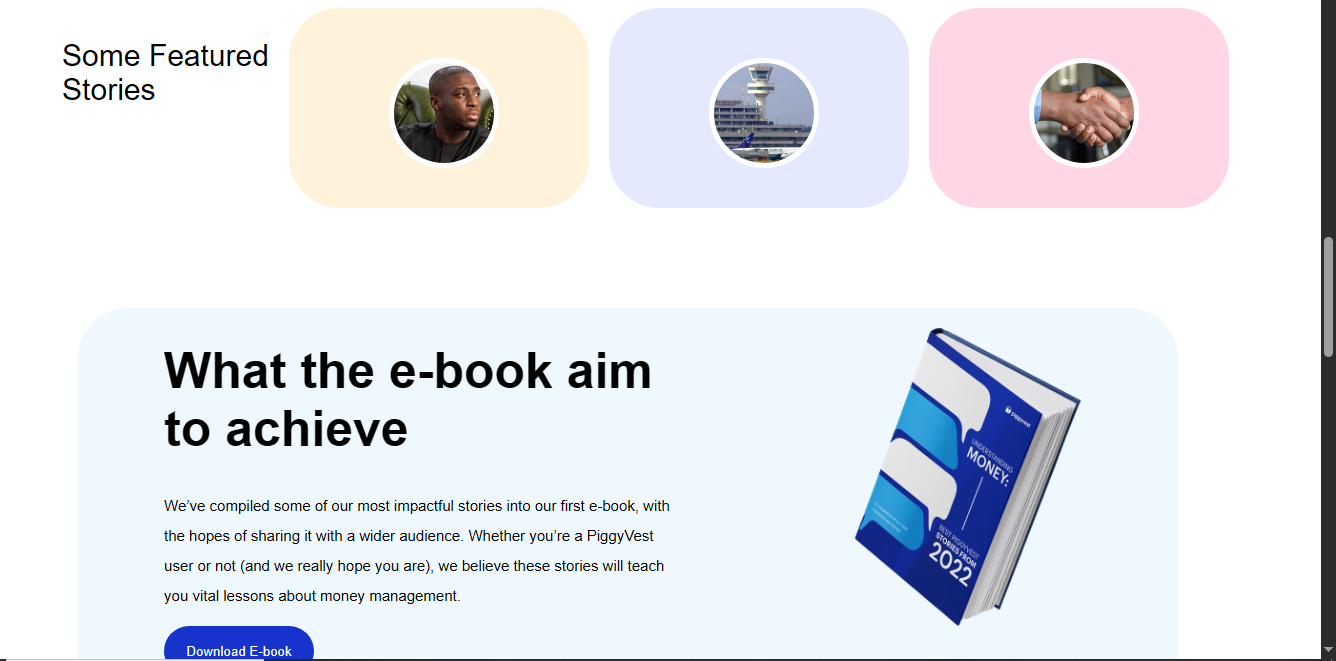 Some Featured
Stories
What the e-book aim
to achieve
We’ve compiled some of our most impactful stories into our first e-book, with
the hopes of sharing it with a wider audience. Whether you’re a PiggyVest
user or not (and we really hope you are), we believe these stories will teach
you vital lessons about money management.
Download E-book
piggyvest
UNDERSTANDING
MONEY:
BEST PIGGYVEST
STORIES FROM
2022